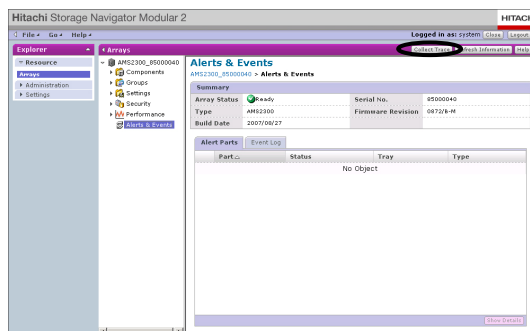 Hitachi Storage Navigator Modular 2
HITACHI
File Go Help
Logged in as: system Close Logout
Explorer
Arrays
Collect Trace Refresh Information Help
Resource
Arrays
Administration
Settings
AMS2300_85000040
Components
Groups
Settings
Security
Performance
Alerts & Events
Alerts & Events
AMS2300_85000040 > Alerts & Events
Summary
Array Status Ready Serial No. 85000040
Type AMS2300 Firmware Revision 0872/B-M
Build Date 2007/08/27
Alert Parts Event Log
Part Status Tray Type
No Object
Show Details